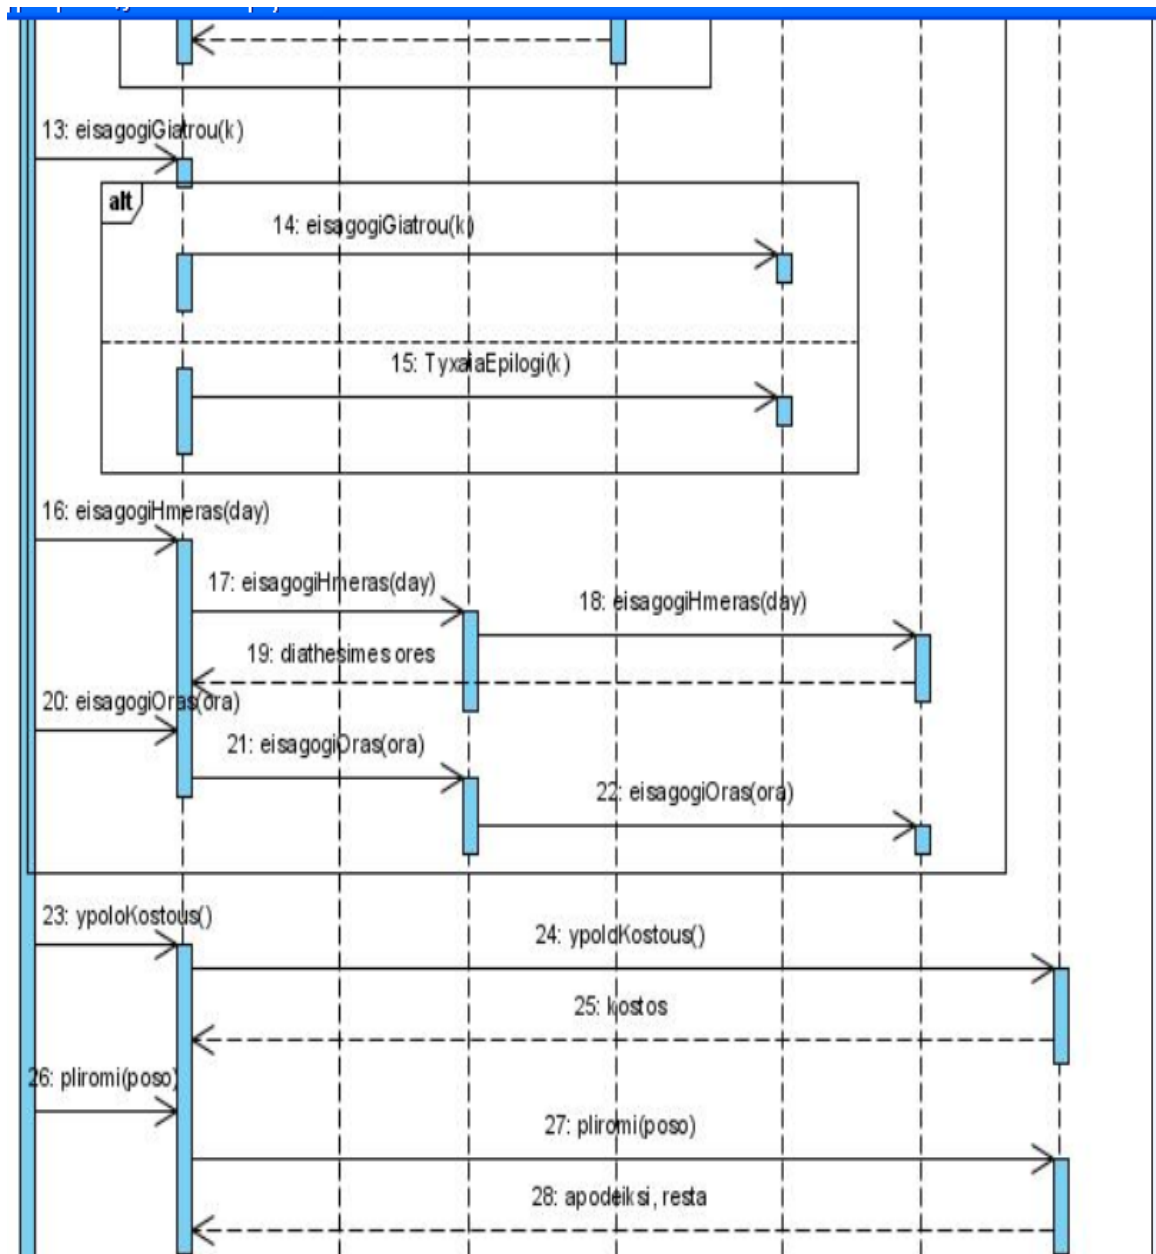 13: eisagogiGiatrou(k)
alt
14: eisagogiGiatrou(k)
15: TyxaiaEpilogi(k)
16: eisagogiHmeras(day)
17: eisagogiHmeras(day)
18: eisagogiHmeras(day)
19: diathesimes ores
20: eisagogiOras(ora)
21: eisagogiOras(ora)
22: eisagogiOras(ora)
23: ypoloKostous()
24: ypoloKostous()
25: kostos
26: pliromi(poso)
27: pliromi(poso)
28: apodeiksi, resta